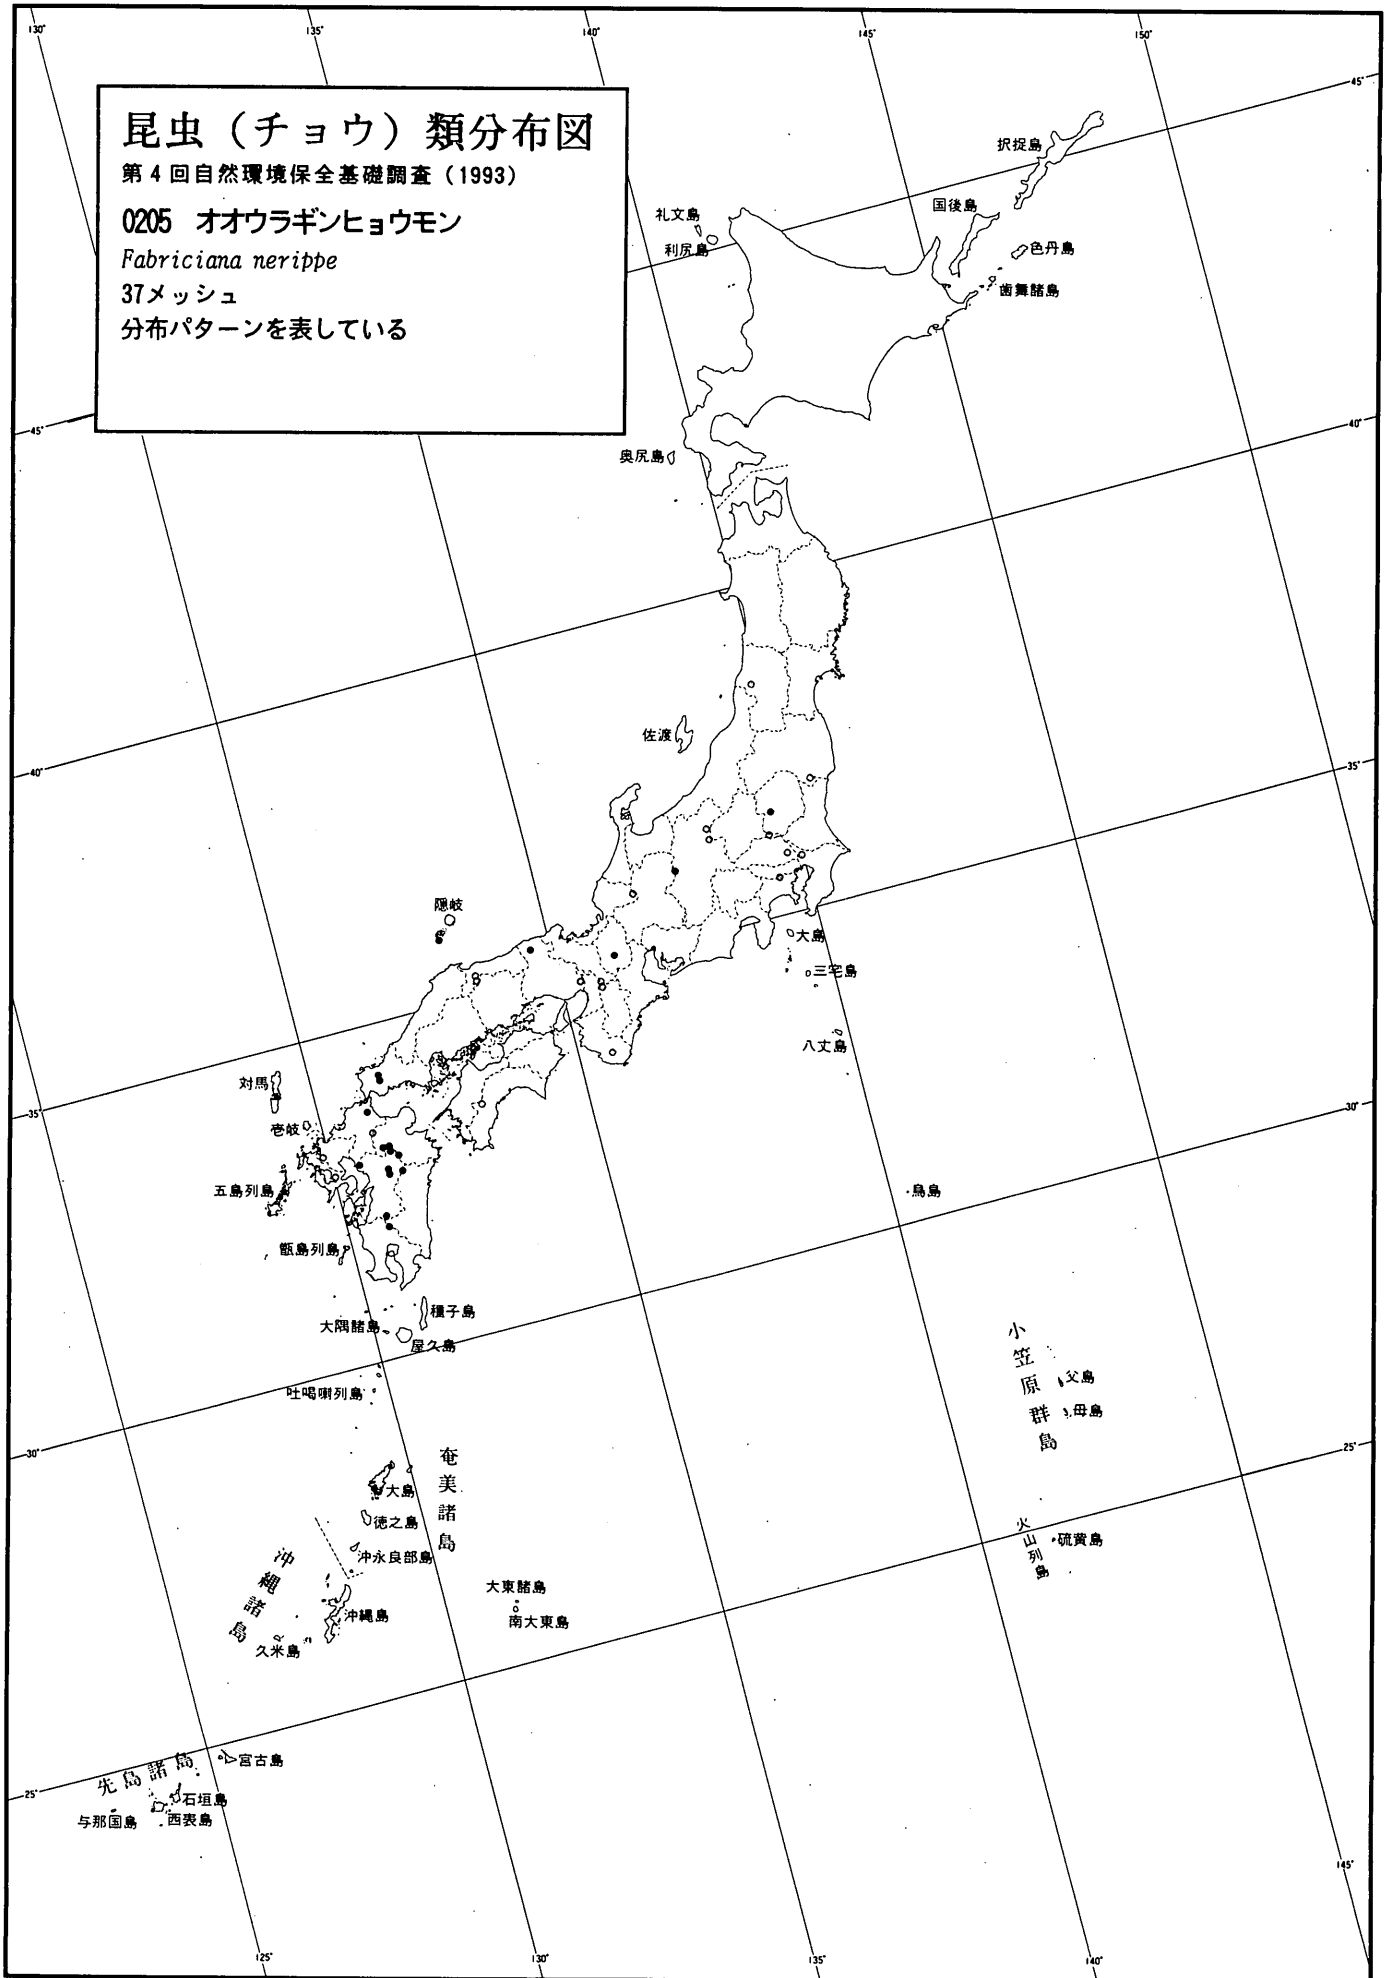 130°
135°
140°
145°
150°
45°
昆虫（チョウ）類分布図
第4回自然環境保全基礎調査（1993）
0205 オオウラギンヒョウモン
Fabriciana nerippe
37メッシュ
分布パターンを表している
択捉島
国後島
色丹島
歯舞諸島
礼文島
利尻島
45°
40°
奥尻島
佐渡
40°
35°
隠岐
大島
三宅島
八丈島
対馬
壱岐
35°
30°
五島列島
鳥島
甑島列島
種子島
大隅諸島
屋久島
吐喝喇列島
小笠原群島
父島
母島
30°
25°
奄美諸島
大島
徳之島
沖永良部島
火山列島
硫黄島
沖縄諸島
沖縄島
久米島
大東諸島
南大東島
先島諸島
宮古島
石垣島
西表島
与那国島
25°
145°
125°
130°
135°
140°